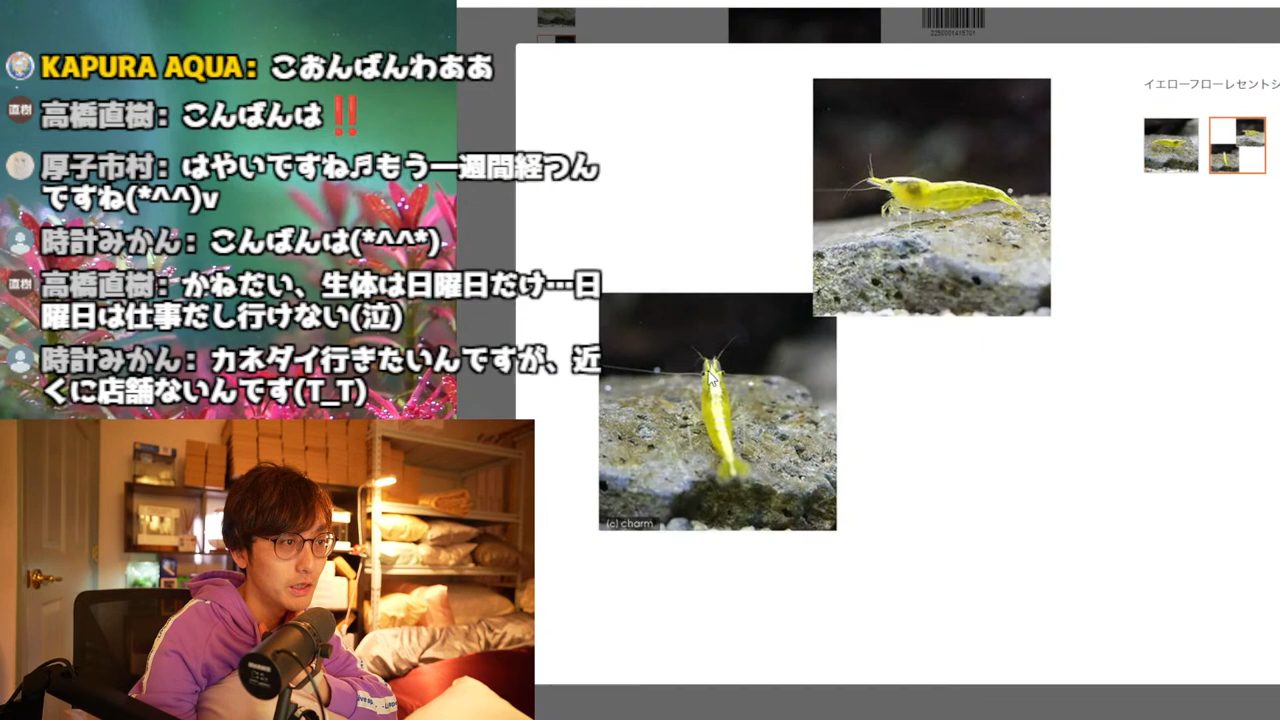 KAPURA AQUA: こおんばんわああ
高橋直樹: こんばんは‼
厚子市村: はやいですね♬もう一週間経つん
ですね(*^^)v
時計みかん: こんばんは(*^^*)
高橋直樹: かねだい、生体は日曜日だけ…日
曜日は仕事だし行けない(泣)
時計みかん: カネダイ行きたいんですが、近
くに店舗ないんです(T_T)
直樹
直樹
2250001415701
イエローフローレセントシ
(c) charm